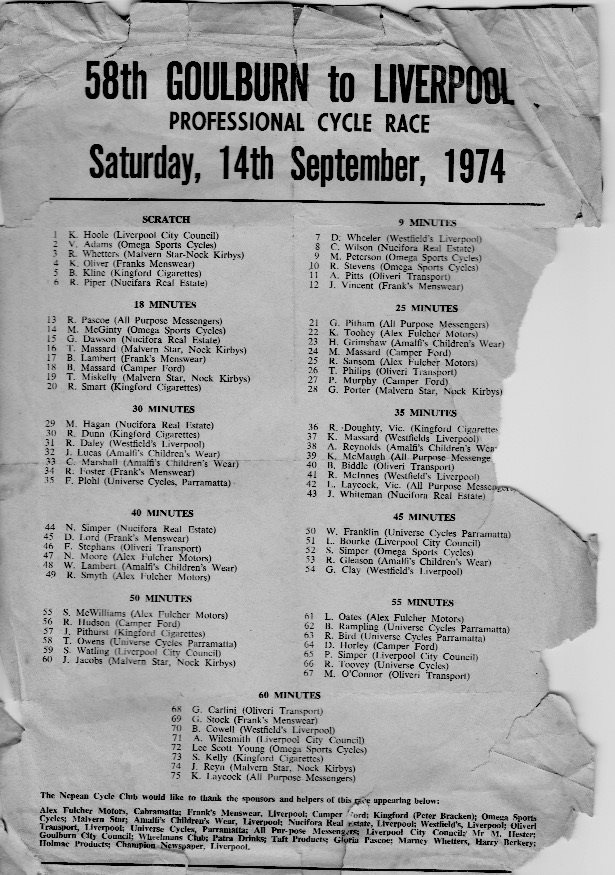 58th GOULBURN to LIVERPOOL
PROFESSIONAL CYCLE RACE
Saturday, 14th September, 1974
SCRATCH
1 K. Hoole (Liverpool City Council)
2 V. Adams (Omega Sports Cycles)
3 R. Whetters (Malvern Star-Nock Kirbys)
4 K. Oliver (Franks Menswear)
5 B. Kline (Kingford Cigarettes)
6 R. Piper (Nucifara Real Estate)
9 MINUTES
7 D. Wheeler (Westfield's Liverpool)
8 C. Wilson (Nucifora Real Estate)
9 M. Peterson (Omega Sports Cycles)
10 R. Stevens (Omega Sports Cycles)
11 A. Pitts (Oliveri Transport)
12 J. Vincent (Frank's Menswear)
18 MINUTES
13 R. Pascoe (All Purpose Messengers)
14 M. McGinty (Omega Sports Cycles)
15 G. Dawson (Nucifora Real Estate)
16 T. Massard (Malvern Star, Nock Kirbys)
17 B. Lambert (Frank's Menswear)
18 B. Massard (Camper Ford)
19 T. Miskelly (Malvern Star, Nock Kirbys)
20 R. Smart (Kingford Cigarettes)
25 MINUTES
21 G. Pitham (All Purpose Messengers)
22 K. Toohey (Alex Fulcher Motors)
23 H. Grimshaw (Amalfi's Children's Wear)
24 M. Massard (Camper Ford)
25 R. Sansom (Alex Fulcher Motors)
26 T. Philips (Oliveri Transport)
27 P. Murphy (Camper Ford)
28 G. Porter (Malvern Star, Nock Kirbys)
30 MINUTES
29 M. Hagan (Nucifora Real Estate)
30 R. Dunn (Kingford Cigarettes)
31 R. Daley (Westfield's Liverpool)
32 J. Lucas (Amalfi's Children's Wear)
33 C. Marshall (Amalfi's Children's Wear)
34 R. Foster (Frank's Menswear)
35 F. Plohl (Universe Cycles, Parramatta)
35 MINUTES
36 R. Doughty, Vic. (Kingford Cigarettes
37 K. Massard (Westfields Liverpool)
38 A. Reynolds (Amalfi's Children's Wear
39 K. McMaugh (All Purpose Messenge
40 B. Biddle (Oliveri Transport)
41 R. McInnes (Westfield's Liverpool)
42 L. Laycock, Vic. (All Purpose Messengers
43 J. Whiteman (Nucifora Real Estate)
40 MINUTES
44 N. Simper (Nucifora Real Estate)
45 D. Lord (Frank's Menswear)
46 F. Stephans (Oliveri Transport)
47 N. Moore (Alex Fulcher Motors)
48 W. Lambert (Amalfi's Children's Wear)
49 R. Smyth (Alex Fulcher Motors)
45 MINUTES
50 W. Franklin (Universe Cycles Parramatta)
51 L. Bourke (Liverpool City Council)
52 S. Simper (Omega Sports Cycles)
53 R. Gleason (Amalfi's Children's Wear)
54 G. Clay (Westfield's Liverpool)
50 MINUTES
55 S. McWilliams (Alex Fulcher Motors)
56 R. Hudson (Camper Ford)
57 J. Pithurst (Kingford Cigarettes)
58 T. Owens (Universe Cycles Parramatta)
59 S. Watling (Liverpool City Council)
60 J. Jacobs (Malvern Star, Nock Kirbys)
55 MINUTES
61 L. Oates (Alex Fulcher Motors)
62 B. Rampling (Universe Cycles Parramatta)
63 R. Bird (Universe Cycles Parramatta)
64 D. Horley (Camper Ford)
65 P. Simper (Liverpool City Council)
66 R. Toovey (Universe Cycles)
67 M. O'Connor (Oliveri Transport)
60 MINUTES
68 G. Carlini (Oliveri Transport)
69 G. Stock (Frank's Menswear)
70 B. Cowell (Westfield's Liverpool)
71 A. Wilesmith (Liverpool City Council)
72 Lee Scott Young (Omega Sports Cycles)
73 S. Kelly (Kingford Cigarettes)
74 J. Reyn (Malvern Star, Nock Kirbys)
75 K. Laycock (All Purpose Messengers)
The Nepean Cycle Club would like to thank the sponsors and helpers of this race appearing below:
Alex Fulcher Motors, Cabramatta; Frank's Menswear, Liverpool; Camper Ford; Kingford (Peter Bracken); Omega Sports
Cycles; Malvern Star; Amalfi's Children's Wear, Liverpool; Nucifora Real Estate, Liverpool; Westfield's, Liverpool; Oliveri
Transport, Liverpool; Universe Cycles, Parramatta; All Pur-pose Messengers; Liverpool City Council; Mr M. Hester;
Goulburn City Council; Wheelmans Club; Patra Drinks; Taft Products; Gloria Pascoe; Marney Whetters, Harry Berkery;
Holmac Products; Champion Newspaper, Liverpool.